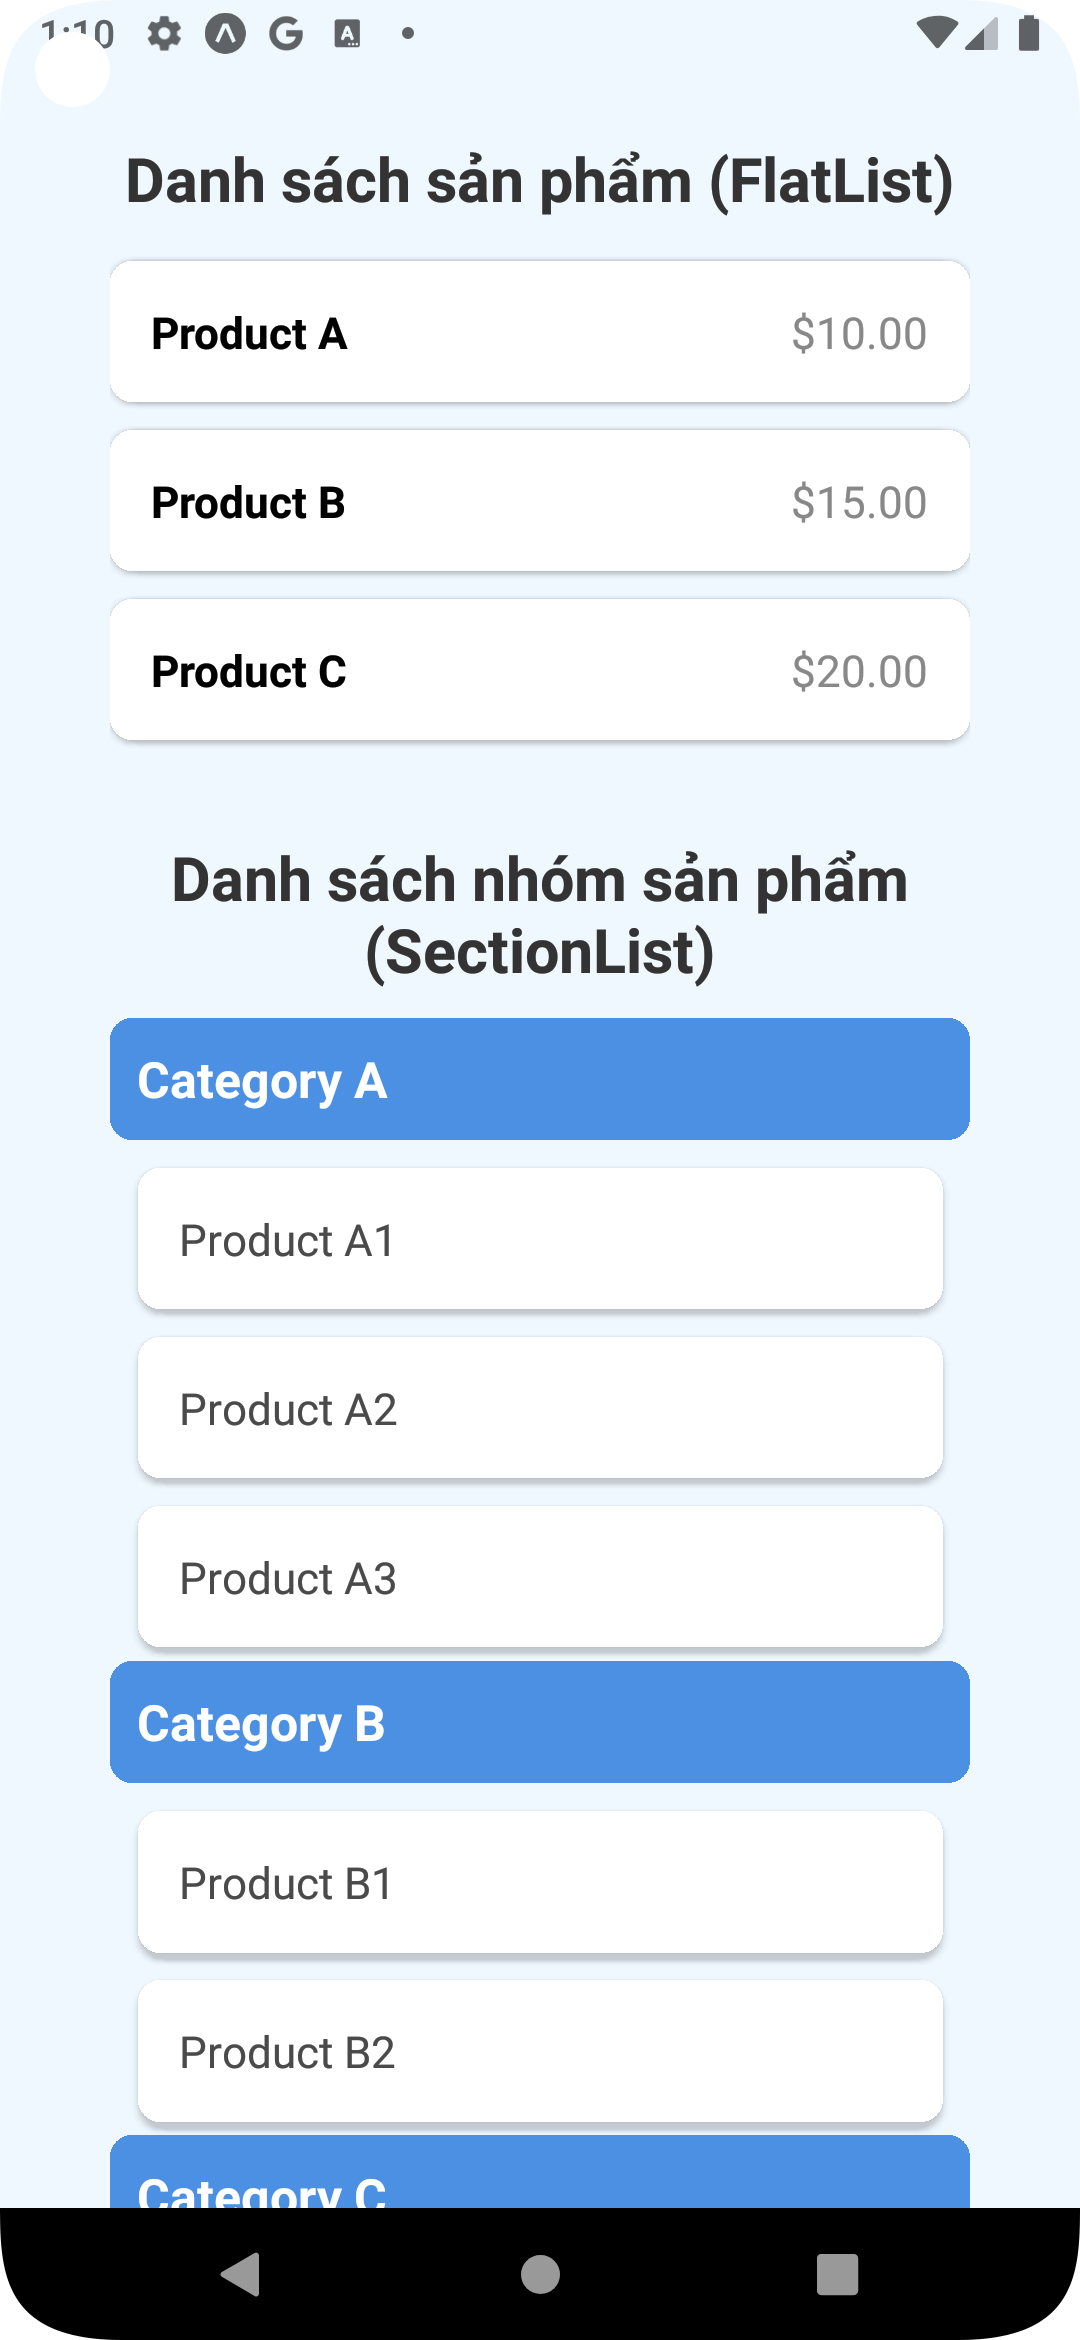 1:10
Danh sách sản phẩm (FlatList)
Product A $10.00
Product B $15.00
Product C $20.00
Danh sách nhóm sản phẩm
(SectionList)
Category A
Product A1
Product A2
Product A3
Category B
Product B1
Product B2
Category C